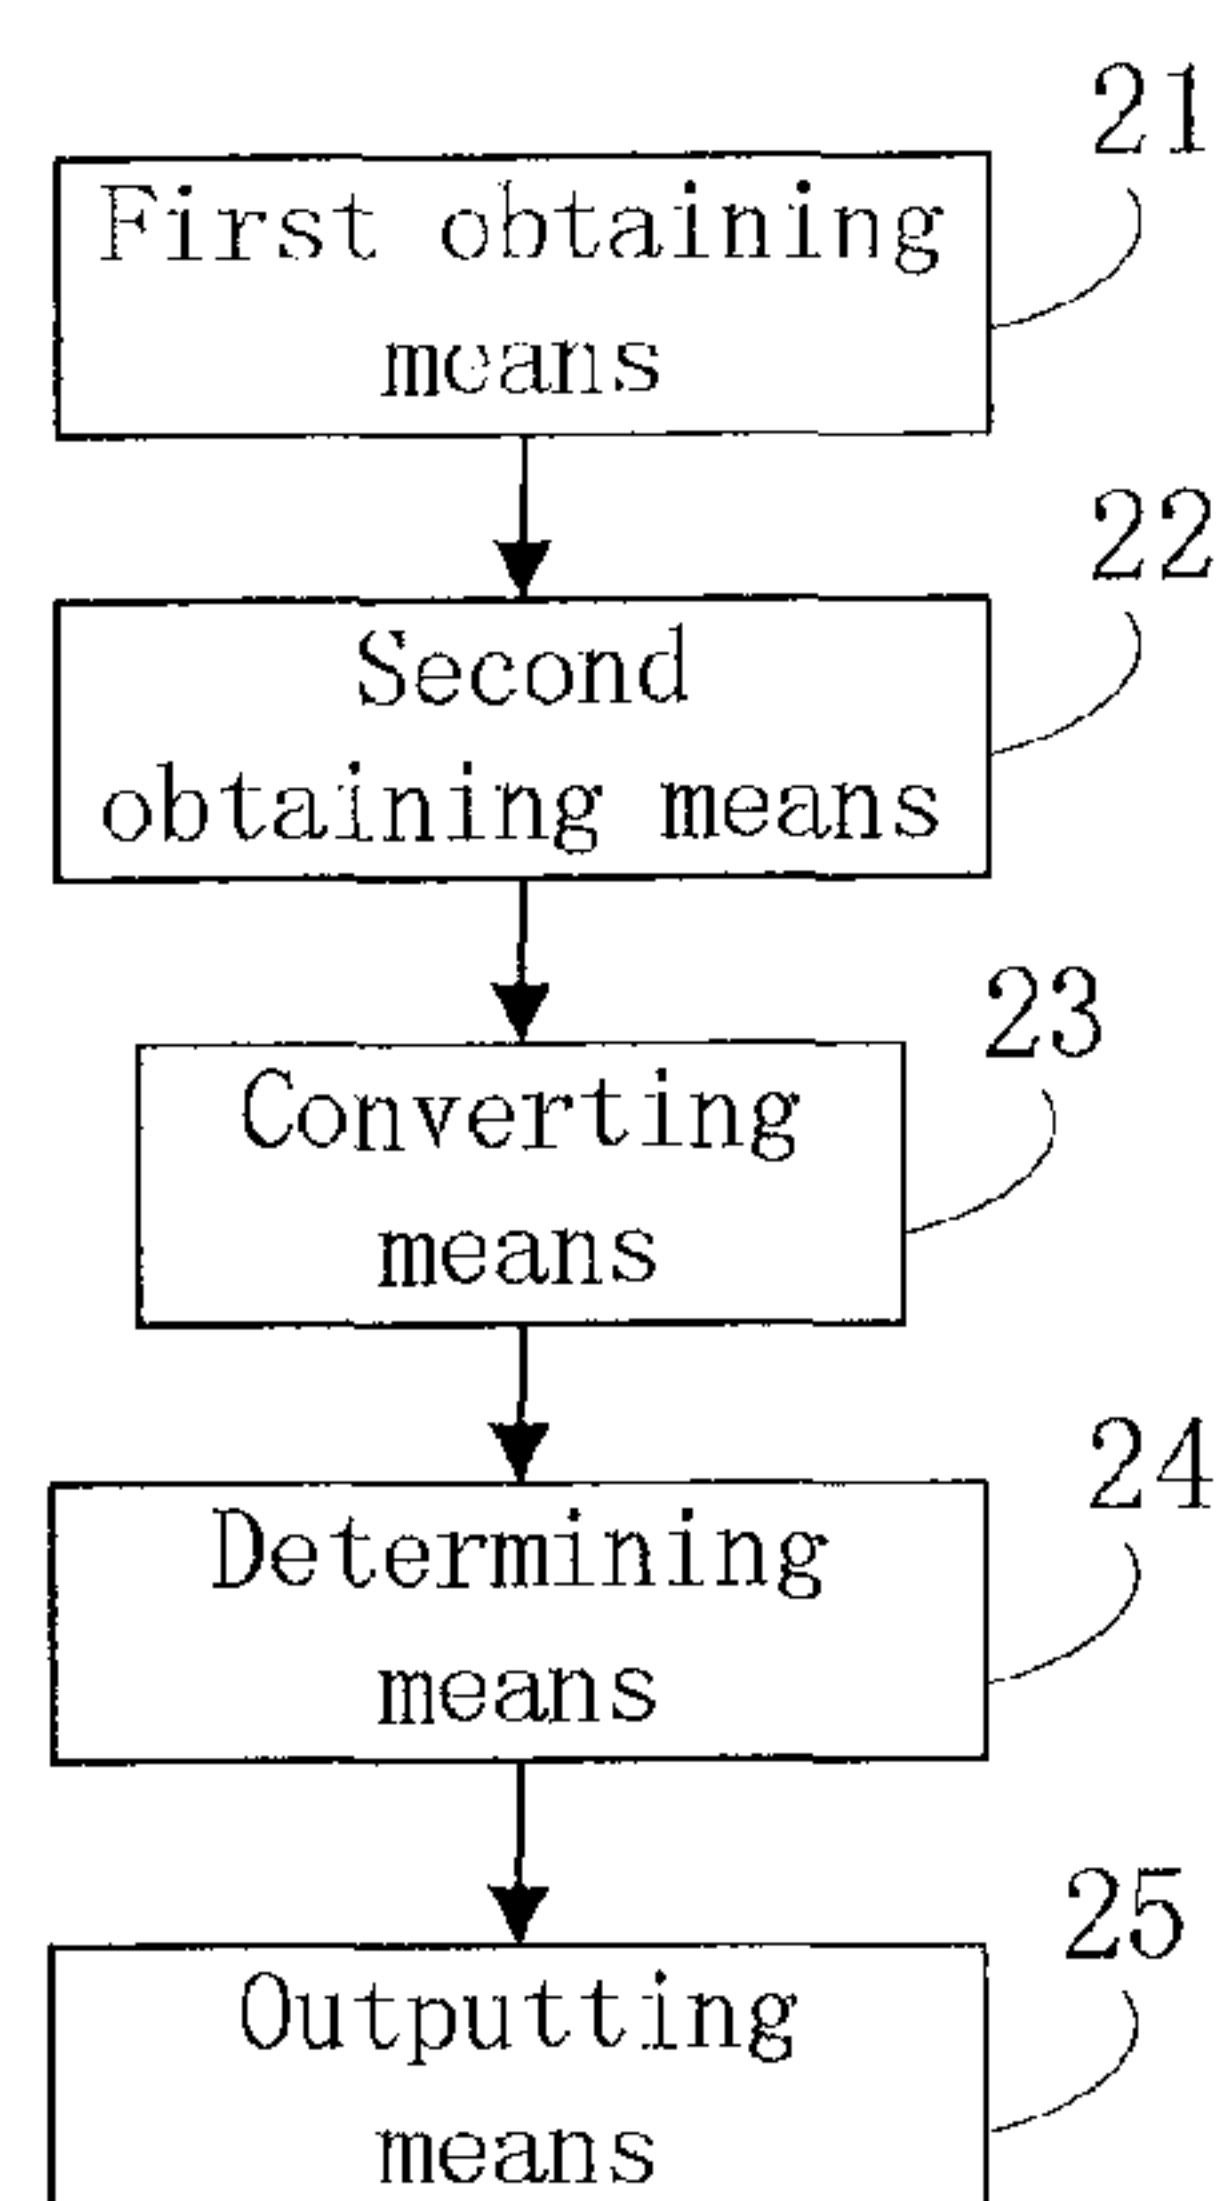 21
First obtaining
means
22
Second
obtaining means
23
Converting
means
24
Determining
means
25
Outputting
means